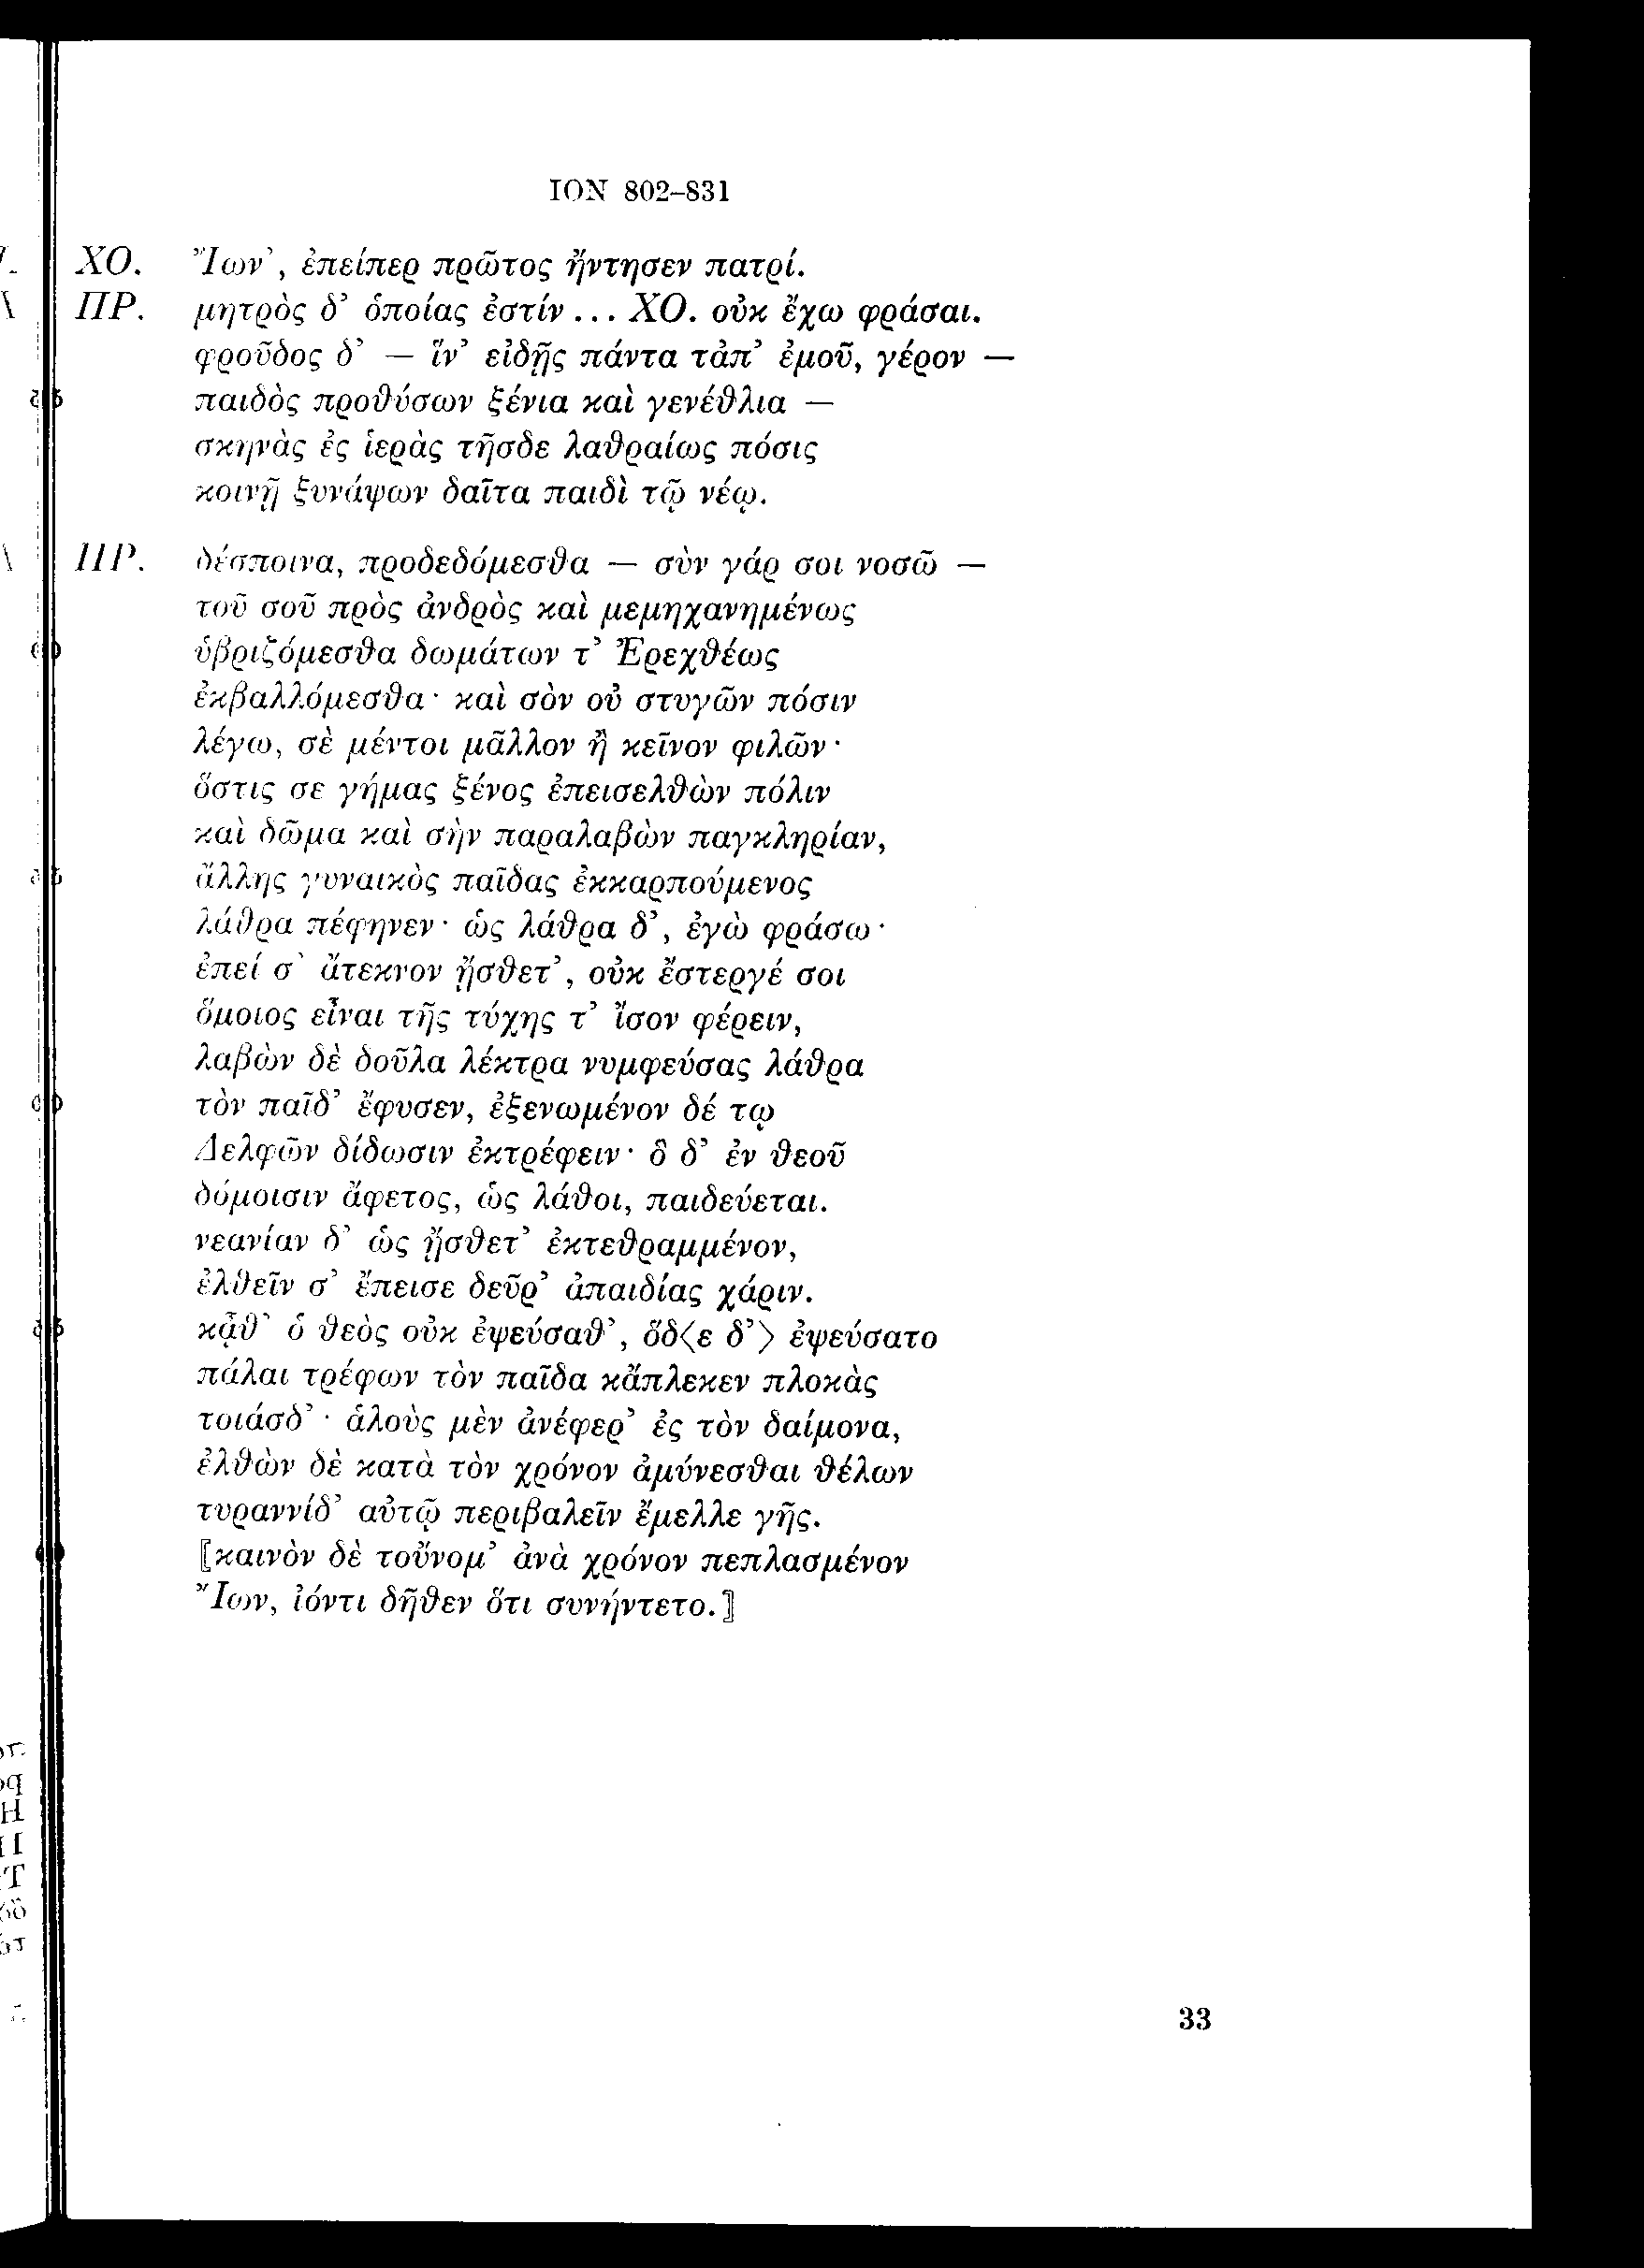 ION 802-831
ΧΟ. Ἴων', ἐπείπερ πρῶτος ἤντησεν πατρί.
ΠΡ. μητρὸς δ' ὁποίας ἐστίν ... ΧΟ. οὐκ ἔχω φράσαι.
φροῦδος δ' — ἵν' εἰδῇς πάντα τἀπ' ἐμοῦ, γέρον —
παιδὸς προθύσων ξένια καὶ γενέθλια —
σκηνὰς ἐς ἱερὰς τῆσδε λαθραίως πόσις
κοινῇ ξυνάψων δαῖτα παιδὶ τῷ νέῳ.
ΠΡ. δέσποινα, προδεδόμεσθα — σὺν γάρ σοι νοσῶ —
τοῦ σοῦ πρὸς ἀνδρὸς καὶ μεμηχανημένως
ὑβριζόμεσθα δωμάτων τ' Ἐρεχθέως
ἐκβαλλόμεσθα· καὶ σὸν οὐ στυγῶν πόσιν
λέγω, σὲ μέντοι μᾶλλον ἢ κεῖνον φιλῶν·
ὅστις σε γήμας ξένος ἐπεισελθὼν πόλιν
καὶ δῶμα καὶ σὴν παραλαβὼν παγκληρίαν,
ἄλλης γυναικὸς παῖδας ἐκκαρπούμενος
λάθρα πέφηνεν· ὡς λάθρα δ', ἐγὼ φράσω·
ἐπεί σ' ἄτεκνον ᾔσθετ', οὐκ ἔστεργέ σοι
ὅμοιος εἶναι τῆς τύχης τ' ἴσον φέρειν,
λαβὼν δὲ δοῦλα λέκτρα νυμφεύσας λάθρα
τὸν παῖδ' ἔφυσεν, ἐξενωμένον δέ τῳ
Δελφῶν δίδωσιν ἐκτρέφειν· ὃ δ' ἐν θεοῦ
δόμοισιν ἄφετος, ὡς λάθοι, παιδεύεται.
νεανίαν δ' ὡς ᾔσθετ' ἐκτεθραμμένον,
ἐλθεῖν σ' ἔπεισε δεῦρ' ἀπαιδίας χάριν.
κᾆθ' ὁ θεὸς οὐκ ἐψεύσαθ', ὅδ⟨ε δ'⟩ ἐψεύσατο
πάλαι τρέφων τὸν παῖδα κἄπλεκεν πλοκὰς
τοιάσδ'· ἁλοὺς μὲν ἀνέφερ' ἐς τὸν δαίμονα,
ἐλθὼν δὲ κατὰ τὸν χρόνον ἀμύνεσθαι θέλων
τυραννίδ' αὐτῷ περιβαλεῖν ἔμελλε γῆς.
⟦καινὸν δὲ τοὔνομ' ἀνὰ χρόνον πεπλασμένον
Ἴων, ἰόντι δῆθεν ὅτι συνήντετο.⟧
33